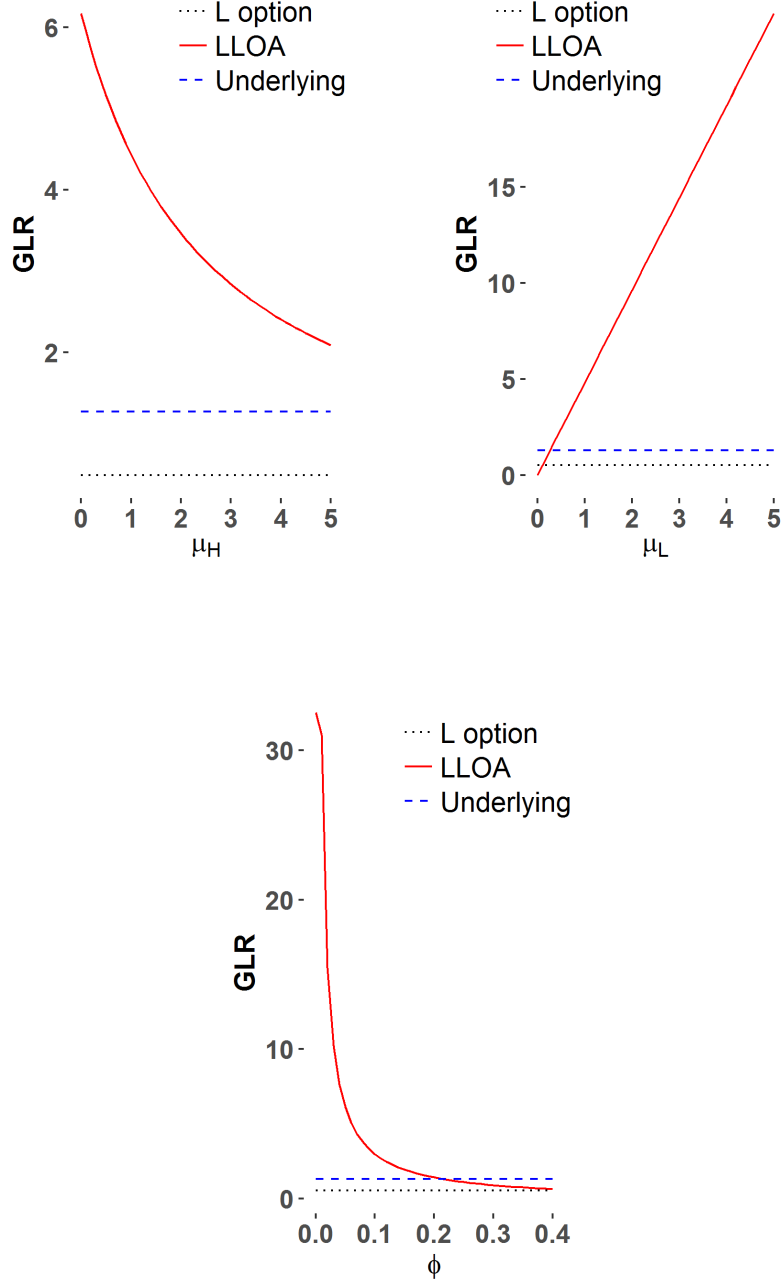 L option
LLOA
Underlying
6
4
2
GLR
0 1 2 3 4 5
μH
L option
LLOA
Underlying
15
10
5
0
GLR
0 1 2 3 4 5
μL
L option
LLOA
Underlying
30
20
10
0
GLR
0.0 0.1 0.2 0.3 0.4
ϕ